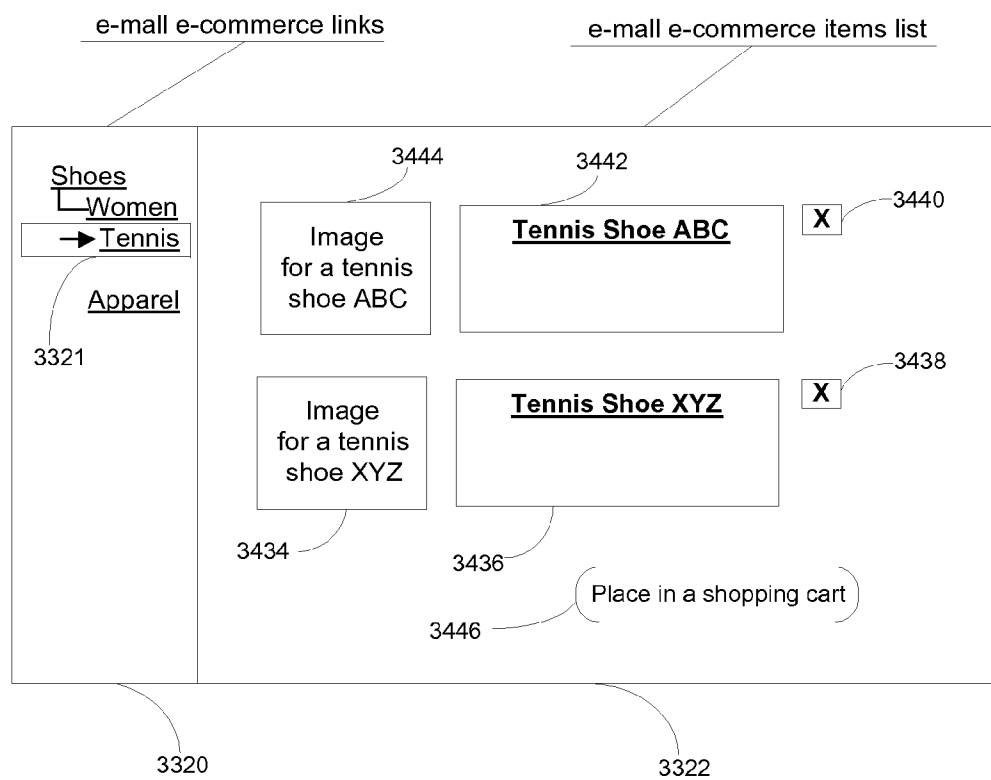 e-mall e-commerce links
e-mall e-commerce items list
3444
3442
3440
Shoes
Women
Tennis
Apparel
3321
Image
for a tennis
shoe ABC
Tennis Shoe ABC
X
3438
Image
for a tennis
shoe XYZ
Tennis Shoe XYZ
X
3434
3436
Place in a shopping cart
3446
3320
3322